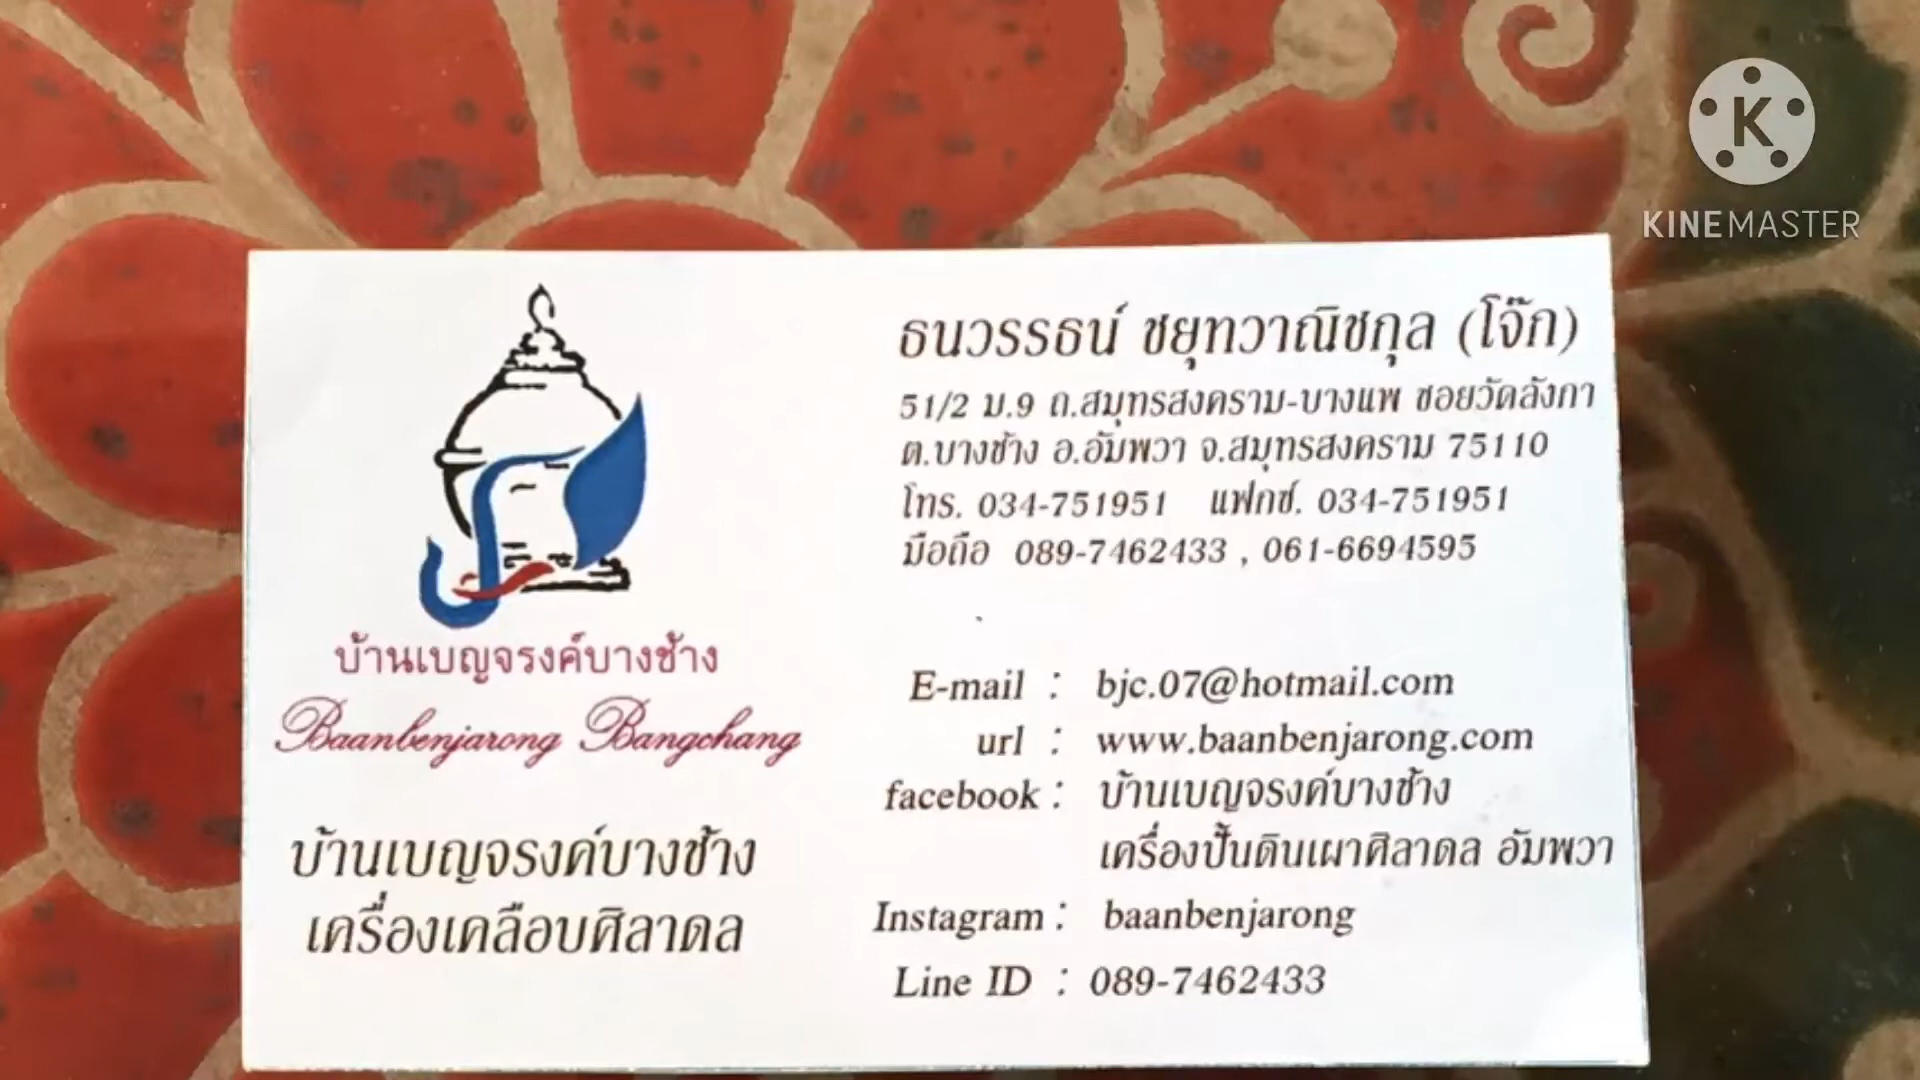 K
KINEMASTER
บ้านเบญจรงค์บางช้าง
Baanbenjarong Bangchang
บ้านเบญจรงค์บางช้าง
เครื่องเคลือบศิลาดล
ธนวรรธน์ ชยุทวาณิชกุล (โจ๊ก)
51/2 ม.9 ถ.สมุทรสงคราม-บางแพ ซอยวัดลังกา
ต.บางช้าง อ.อัมพวา จ.สมุทรสงคราม 75110
โทร. 034-751951 แฟกซ์. 034-751951
มือถือ 089-7462433 , 061-6694595
E-mail : bjc.07@hotmail.com
url : www.baanbenjarong.com
facebook : บ้านเบญจรงค์บางช้าง
เครื่องปั้นดินเผาศิลาดล อัมพวา
Instagram : baanbenjarong
Line ID : 089-7462433